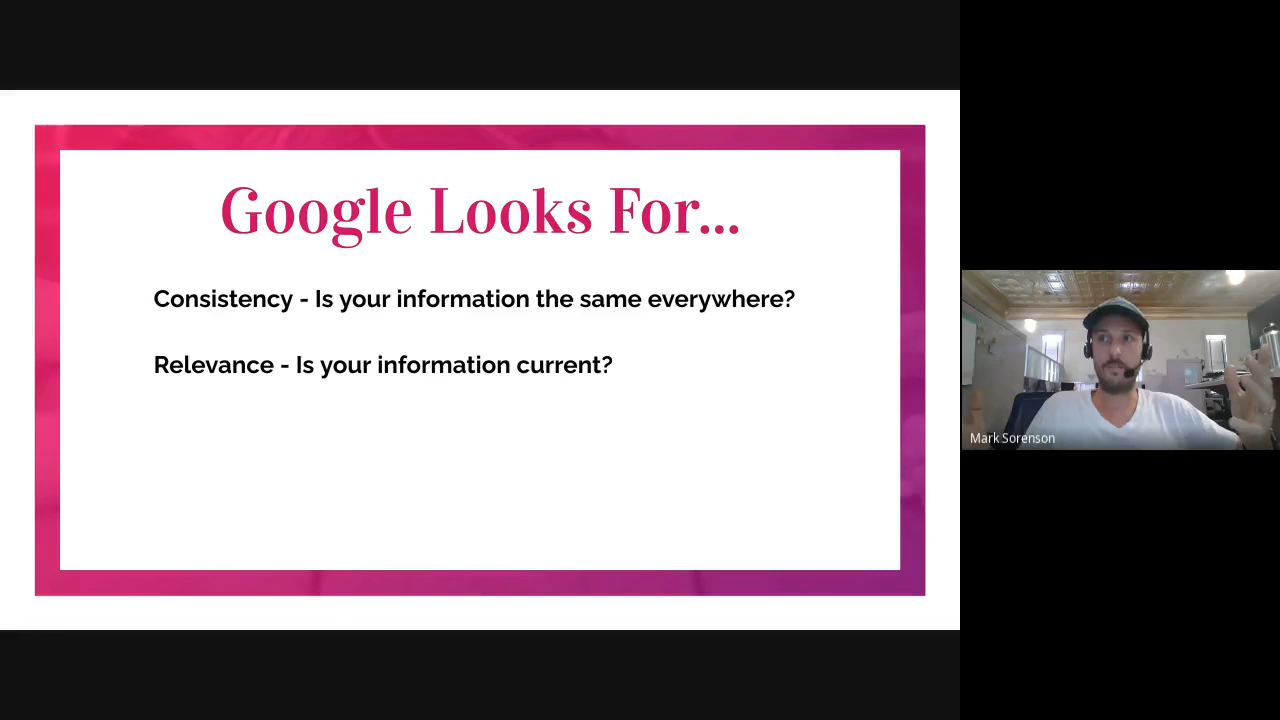 Google Looks For...
Consistency - Is your information the same everywhere?
Relevance - Is your information current?
Mark Sorenson